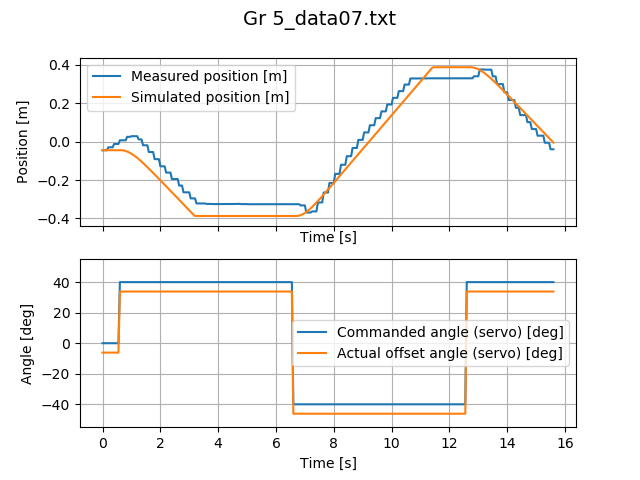 Gr 5_data07.txt
0.4
0.2
0.0
−0.2
−0.4
Position [m]
Measured position [m]
Simulated position [m]
Time [s]
40
20
0
−20
−40
Angle [deg]
Commanded angle (servo) [deg]
Actual offset angle (servo) [deg]
0 2 4 6 8 10 12 14 16
Time [s]